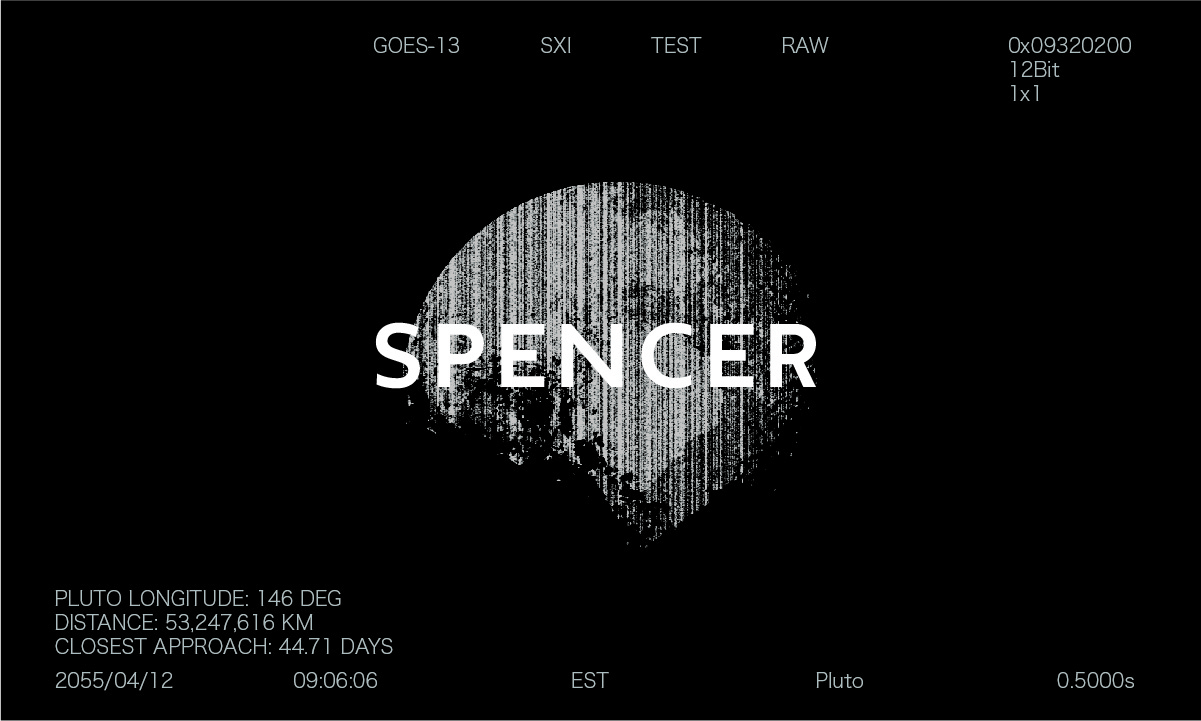 GOES-13 SXI TEST RAW 0x09320200
12Bit
1x1
SPENCER
PLUTO LONGITUDE: 146 DEG
DISTANCE: 53,247,616 KM
CLOSEST APPROACH: 44.71 DAYS
2055/04/12 09:06:06 EST Pluto 0.5000s